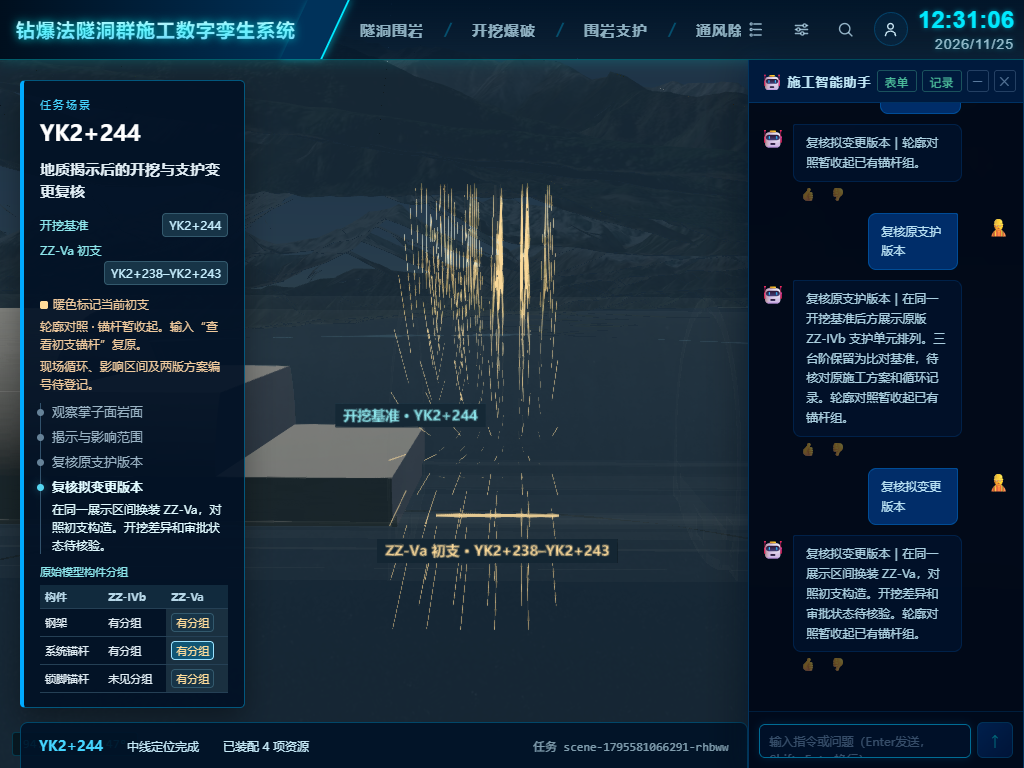 钻爆法隧洞群施工数字孪生系统
隧洞围岩 / 开挖爆破 / 围岩支护 / 通风除
12:31:06
2026/11/25
任务场景
YK2+244
地质揭示后的开挖与支护变
更复核
开挖基准 YK2+244
ZZ-Va 初支
YK2+238—YK2+243
暖色标记当前初支
轮廓对照 · 锚杆暂收起。输入“查
看初支锚杆”复原。
现场循环、影响区间及两版方案编
号待登记。
观察掌子面岩面
揭示与影响范围
复核原支护版本
复核拟变更版本
在同一展示区间换装 ZZ-Va，对
照初支构造。开挖差异和审批状
态待核验。
原始模型构件分组
构件 ZZ-IVb ZZ-Va
钢架 有分组 有分组
系统锚杆 有分组 有分组
锁脚锚杆 未见分组 有分组
开挖基准 • YK2+244
ZZ-Va 初支 • YK2+238—YK2+243
YK2+244 中线定位完成 已装配 4 项资源 任务 scene-1795581066291-rhbww
施工智能助手 表单 记录
复核拟变更版本 | 轮廓对
照暂收起已有锚杆组。
复核原支护
版本
复核原支护版本 | 在同一
开挖基准后方展示原版
ZZ-IVb 支护单元排列。三
台阶保留为比对基准，待
核对原施工方案和循环记
录。轮廓对照暂收起已有
锚杆组。
复核拟变更
版本
复核拟变更版本 | 在同一
展示区间换装 ZZ-Va，对
照初支构造。开挖差异和
审批状态待核验。轮廓对
照暂收起已有锚杆组。
输入指令或问题（Enter发送，